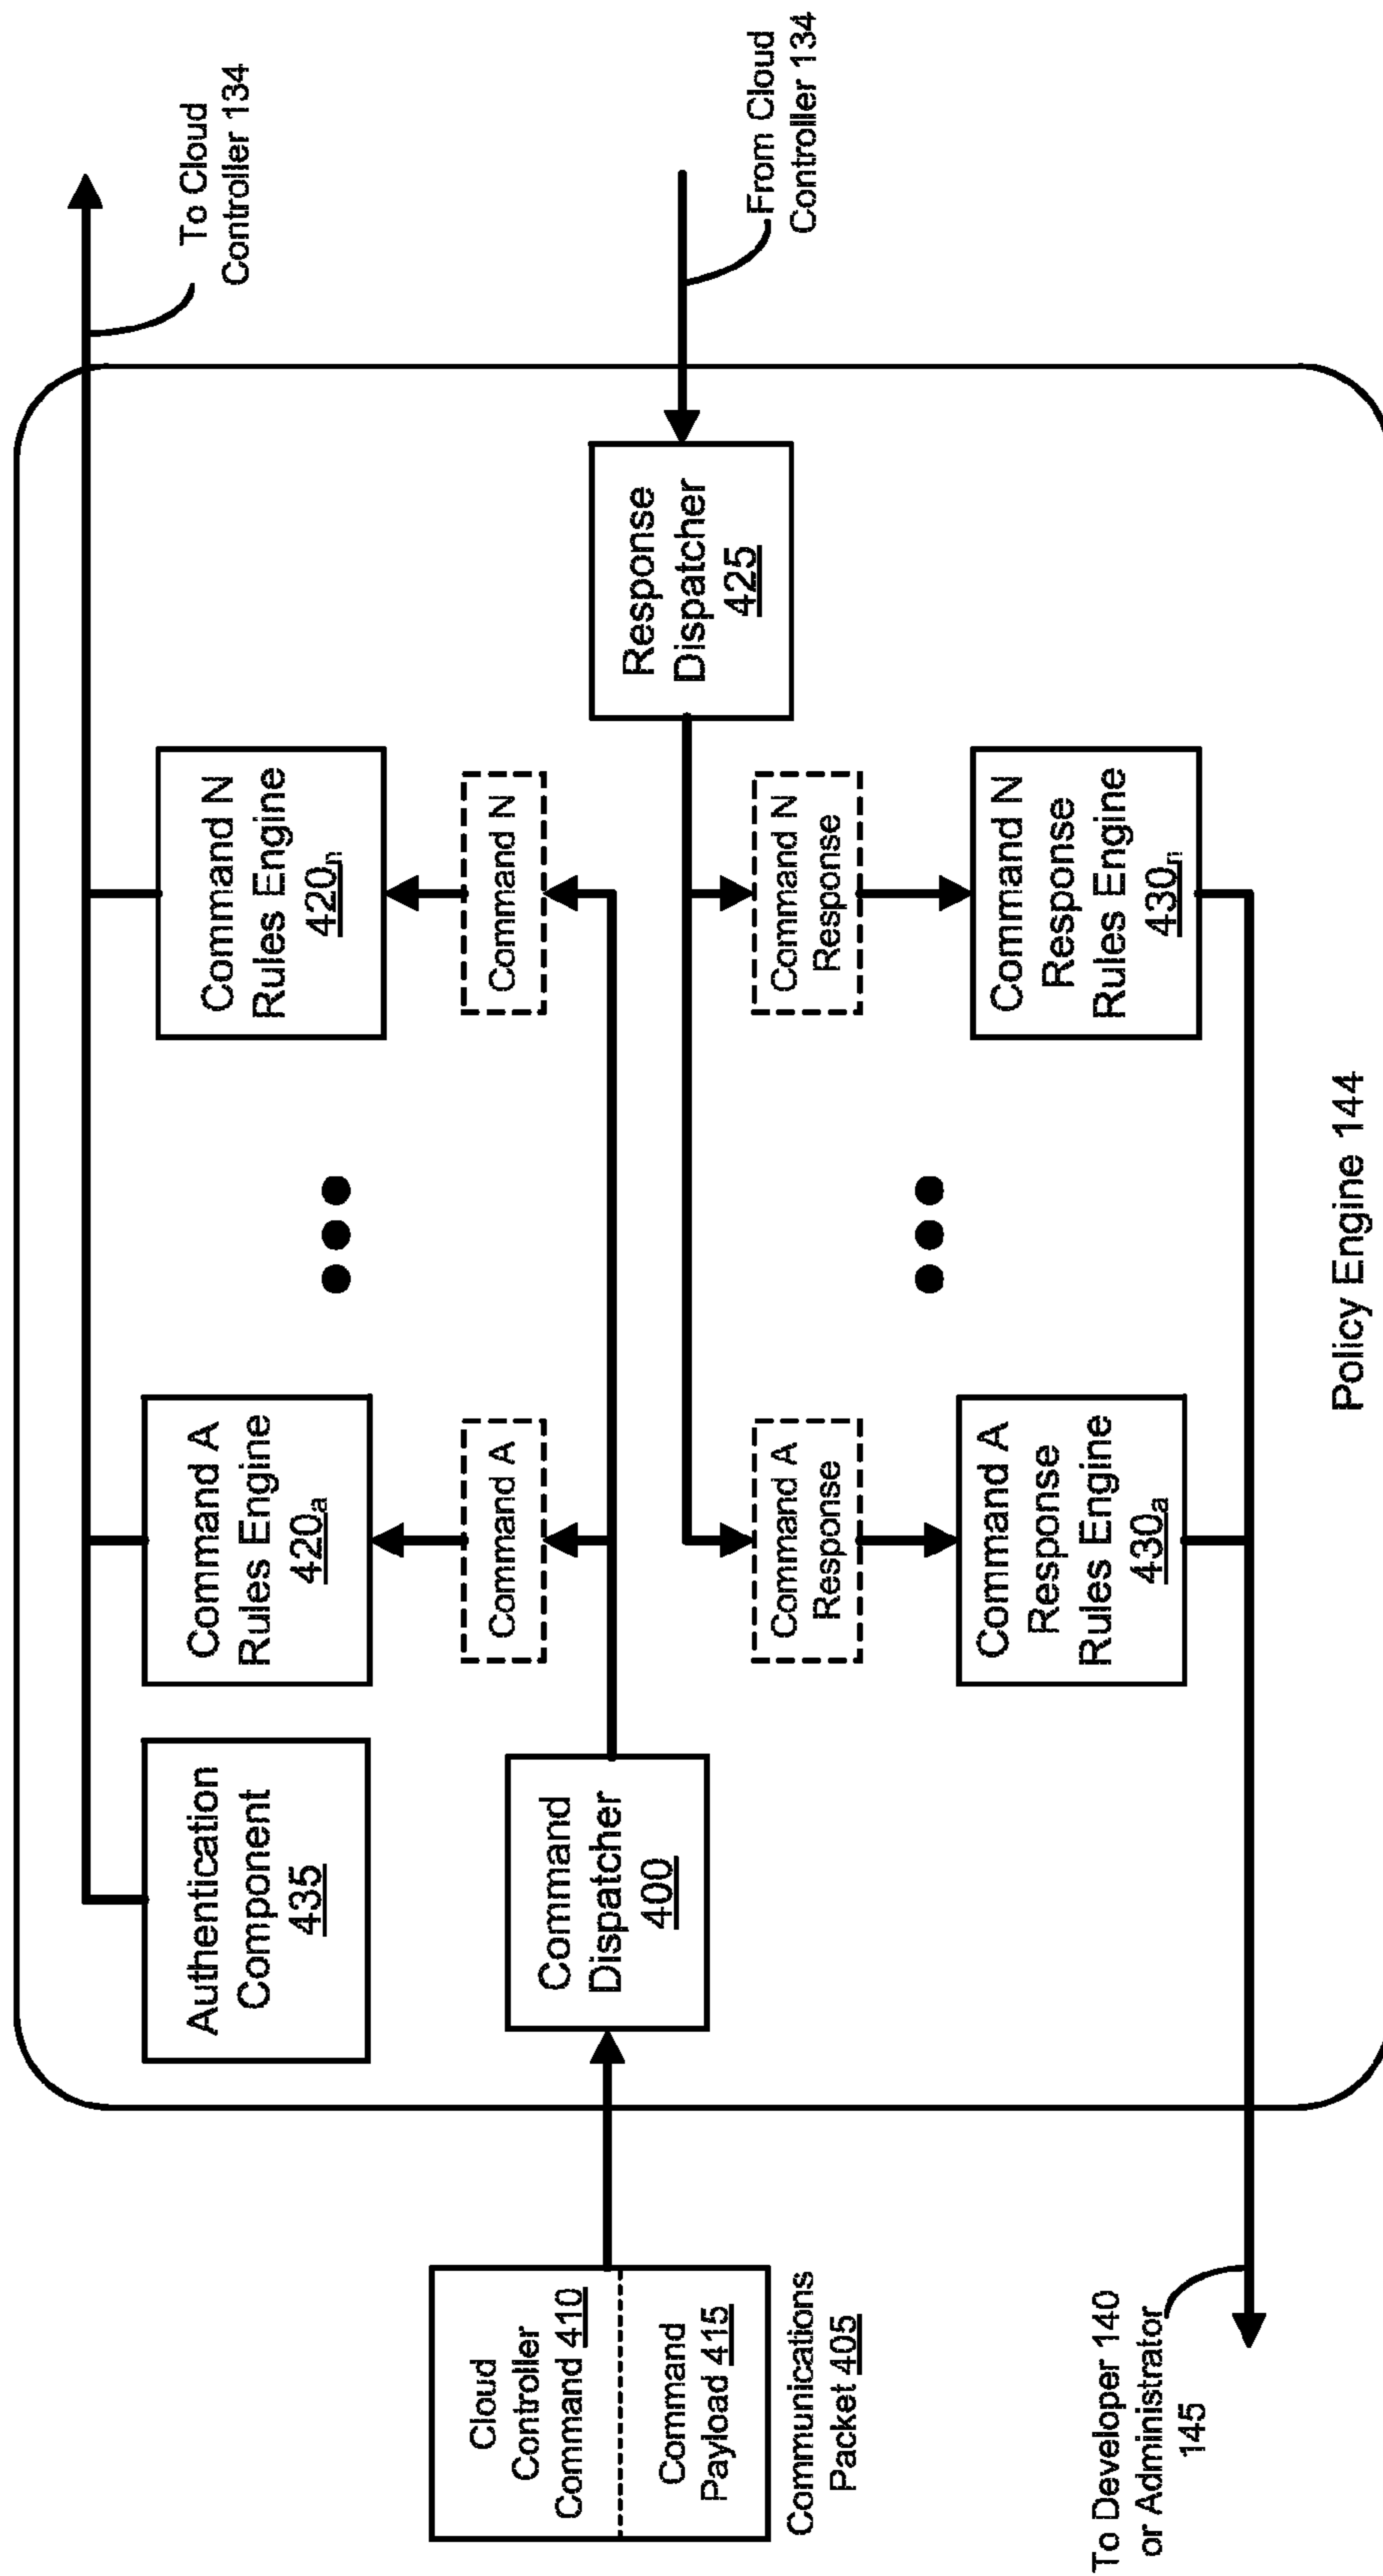 To Cloud
Controller 134
From Cloud
Controller 134
Authentication
Component
435
Command A
Rules Engine
420a
Command N
Rules Engine
420n
Command A
Command N
Cloud
Controller
Command 410
Command
Payload 415
Communications
Packet 405
Command
Dispatcher
400
Response
Dispatcher
425
Command A
Response
Command N
Response
Command A
Response
Rules Engine
430a
Command N
Response
Rules Engine
430n
To Developer 140
or Administrator
145
Policy Engine 144